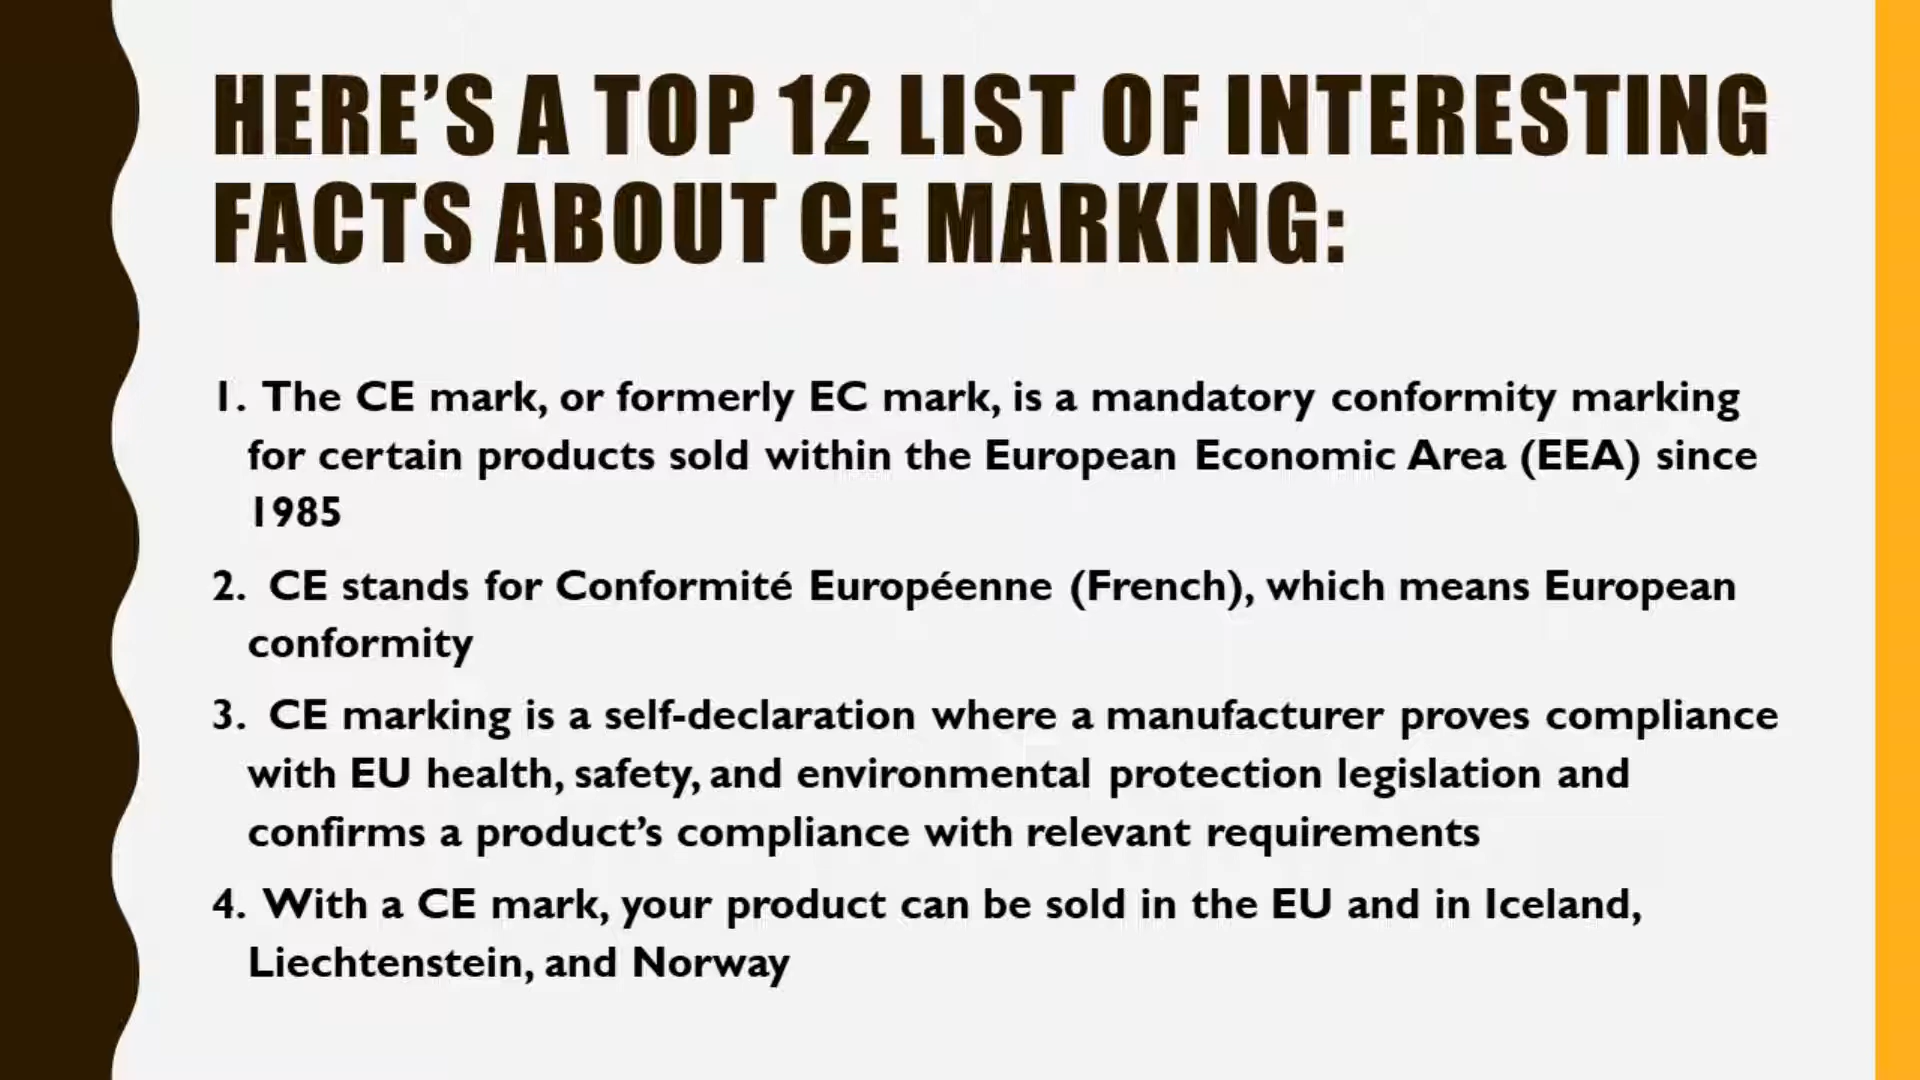 HERE’S A TOP 12 LIST OF INTERESTING
FACTS ABOUT CE MARKING:
1. The CE mark, or formerly EC mark, is a mandatory conformity marking
for certain products sold within the European Economic Area (EEA) since
1985
2. CE stands for Conformité Européenne (French), which means European
conformity
3. CE marking is a self-declaration where a manufacturer proves compliance
with EU health, safety, and environmental protection legislation and
confirms a product’s compliance with relevant requirements
4. With a CE mark, your product can be sold in the EU and in Iceland,
Liechtenstein, and Norway